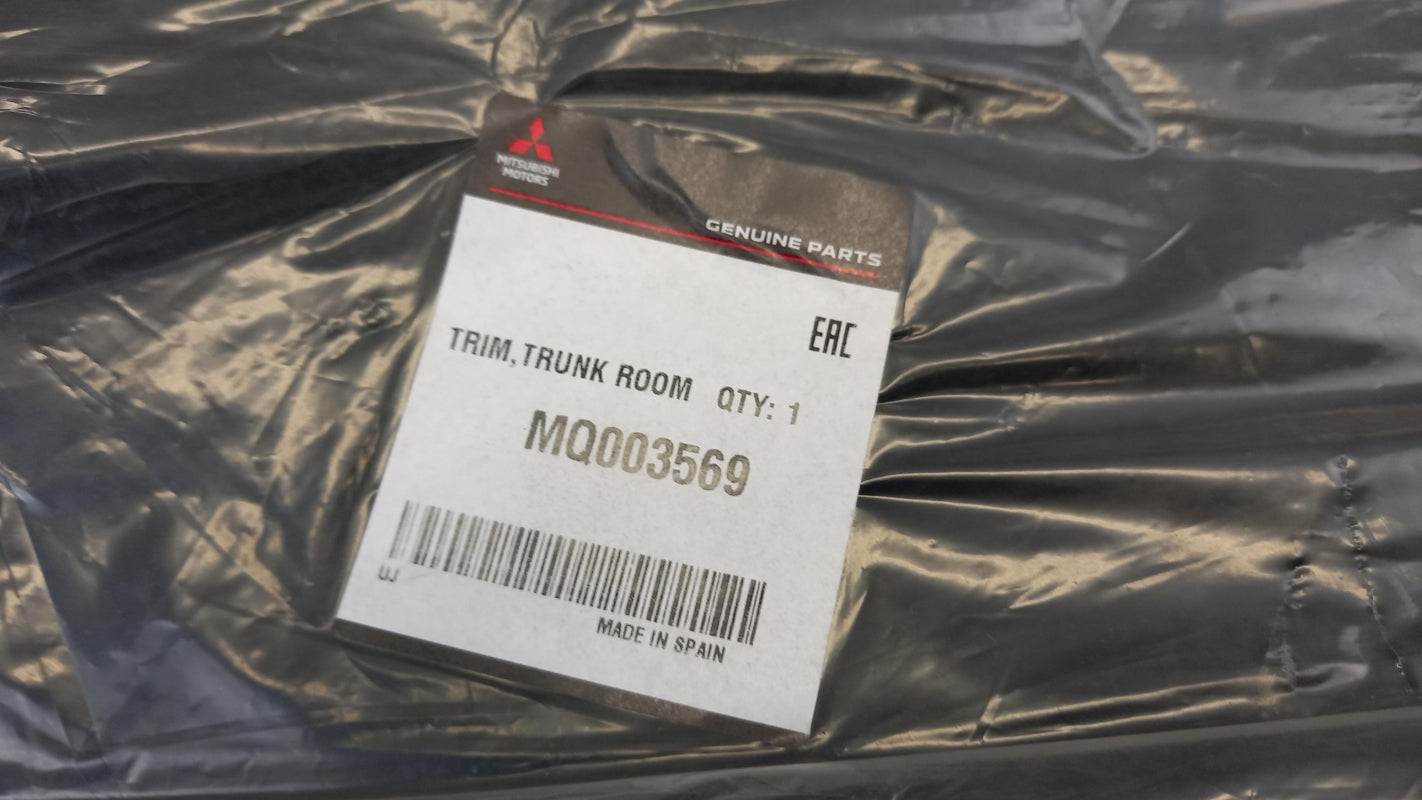 MITSUBISHI
MOTORS
GENUINE PARTS
EAC
TRIM,TRUNK ROOM QTY: 1
MQ003569
UJ
MADE IN SPAIN